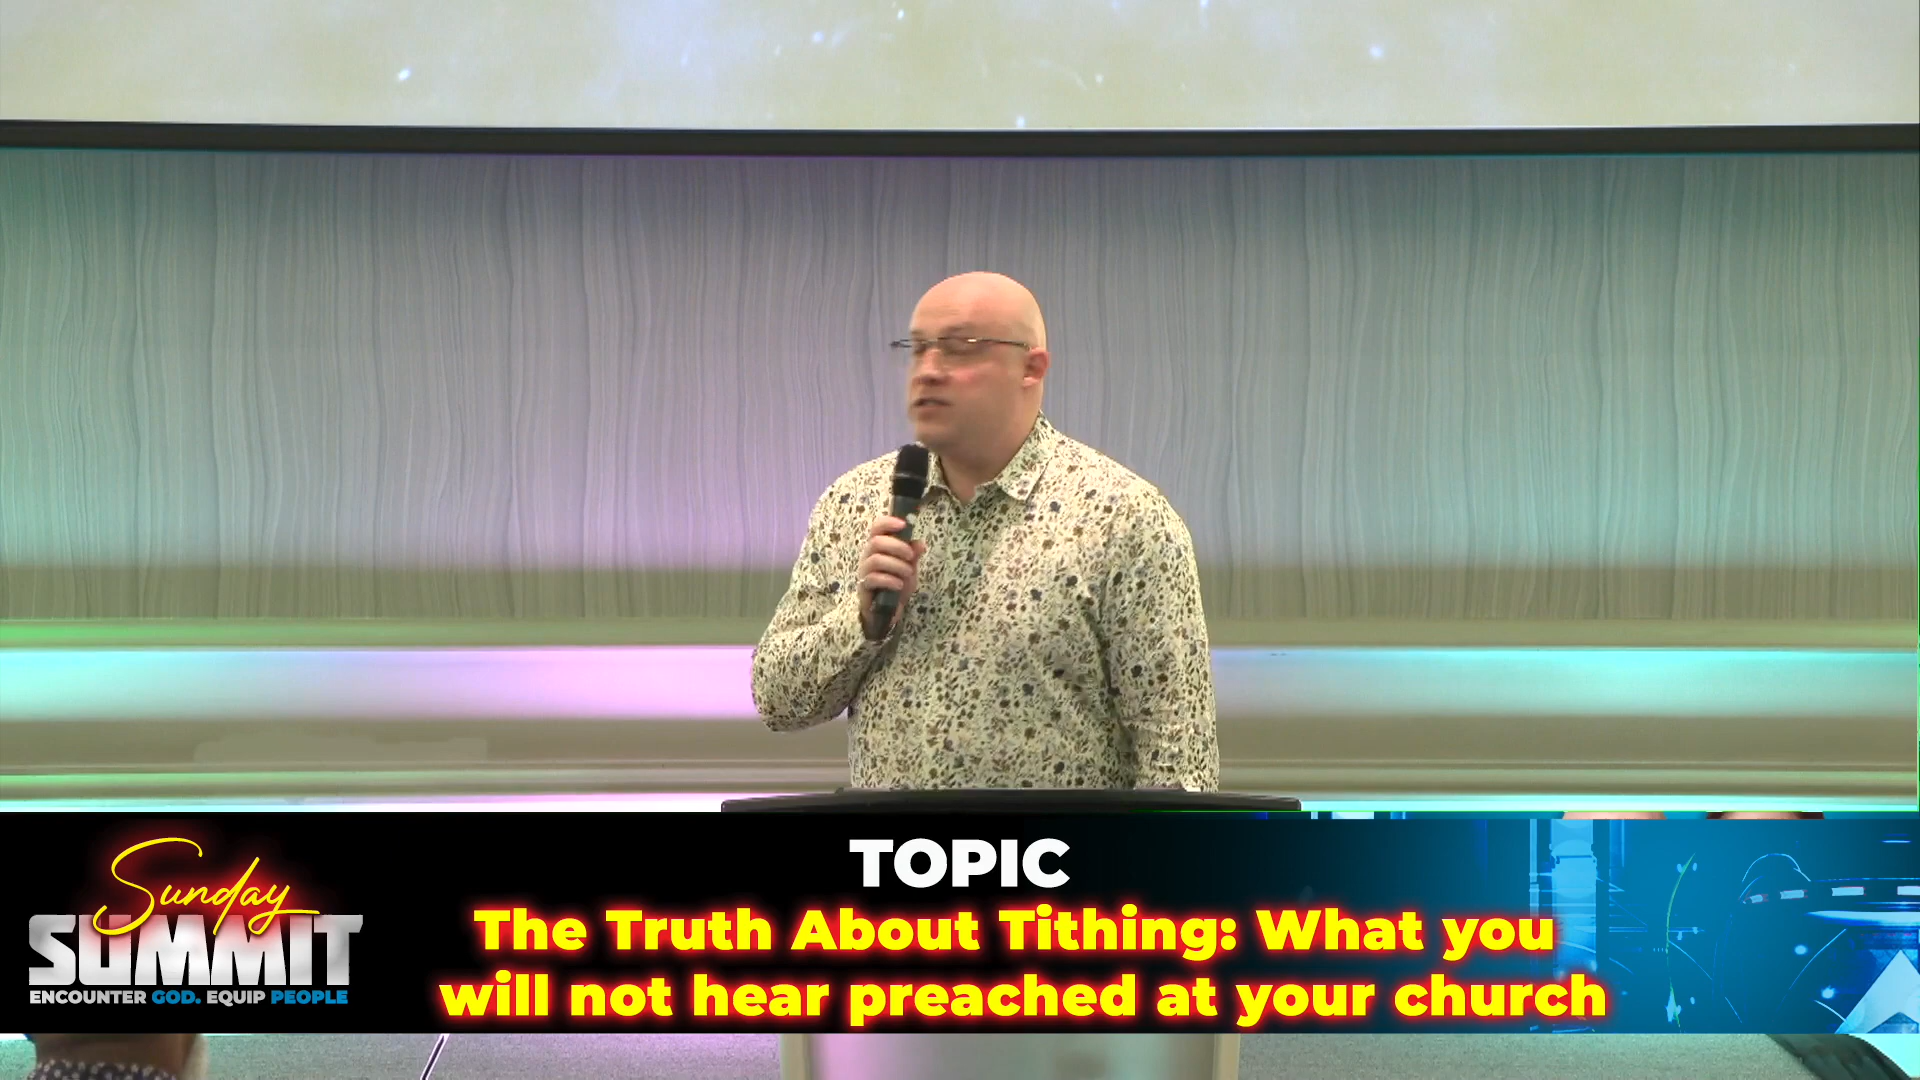 Sunday
SUMMIT
ENCOUNTER GOD. EQUIP PEOPLE
TOPIC
The Truth About Tithing: What you
will not hear preached at your church